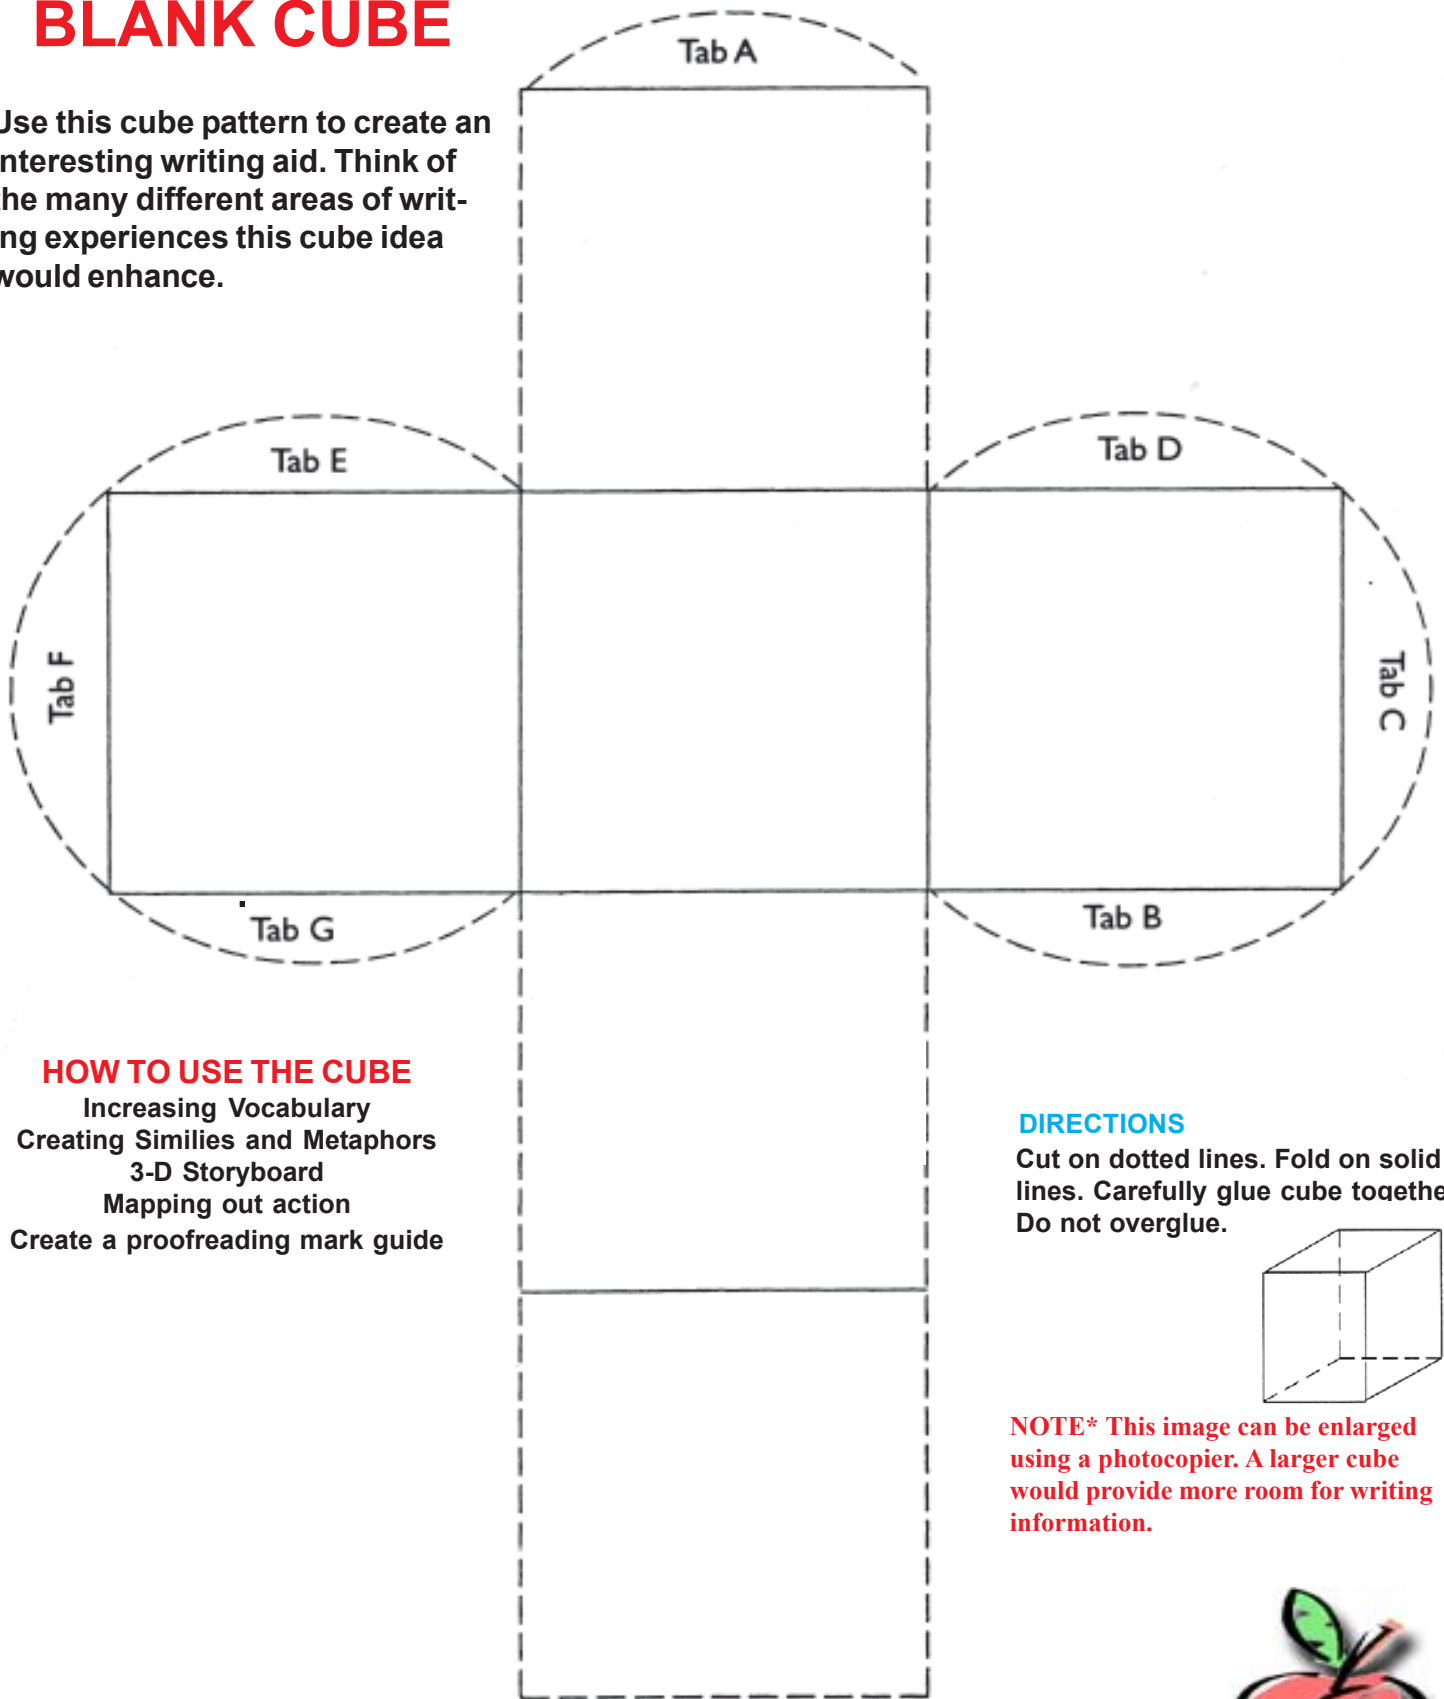 BLANK CUBE
Tab A
Use this cube pattern to create an
nteresting writing aid. Think of
the many different areas of writ-
ng experiences this cube idea
would enhance.
Tab E
Tab D
Tab F
Tab C
Tab G
Tab B
HOW TO USE THE CUBE
Increasing Vocabulary
Creating Similies and Metaphors
3-D Storyboard
Mapping out action
Create a proofreading mark guide
DIRECTIONS
Cut on dotted lines. Fold on solid
lines. Carefully glue cube togethe
Do not overglue.
NOTE* This image can be enlarged
using a photocopier. A larger cube
would provide more room for writing
information.